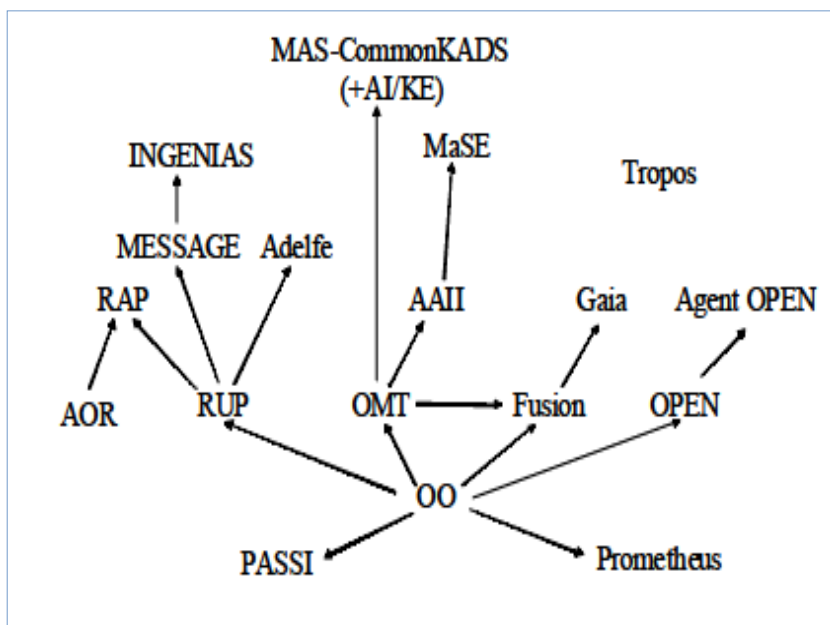 MAS-CommonKADS
(+AI/KE)
MaSE
INGENIAS
Tropos
MESSAGE
Adelfe
RAP
AAII
Gaia
Agent OPEN
AOR
RUP
OMT
Fusion
OPEN
OO
PASSI
Prometheus